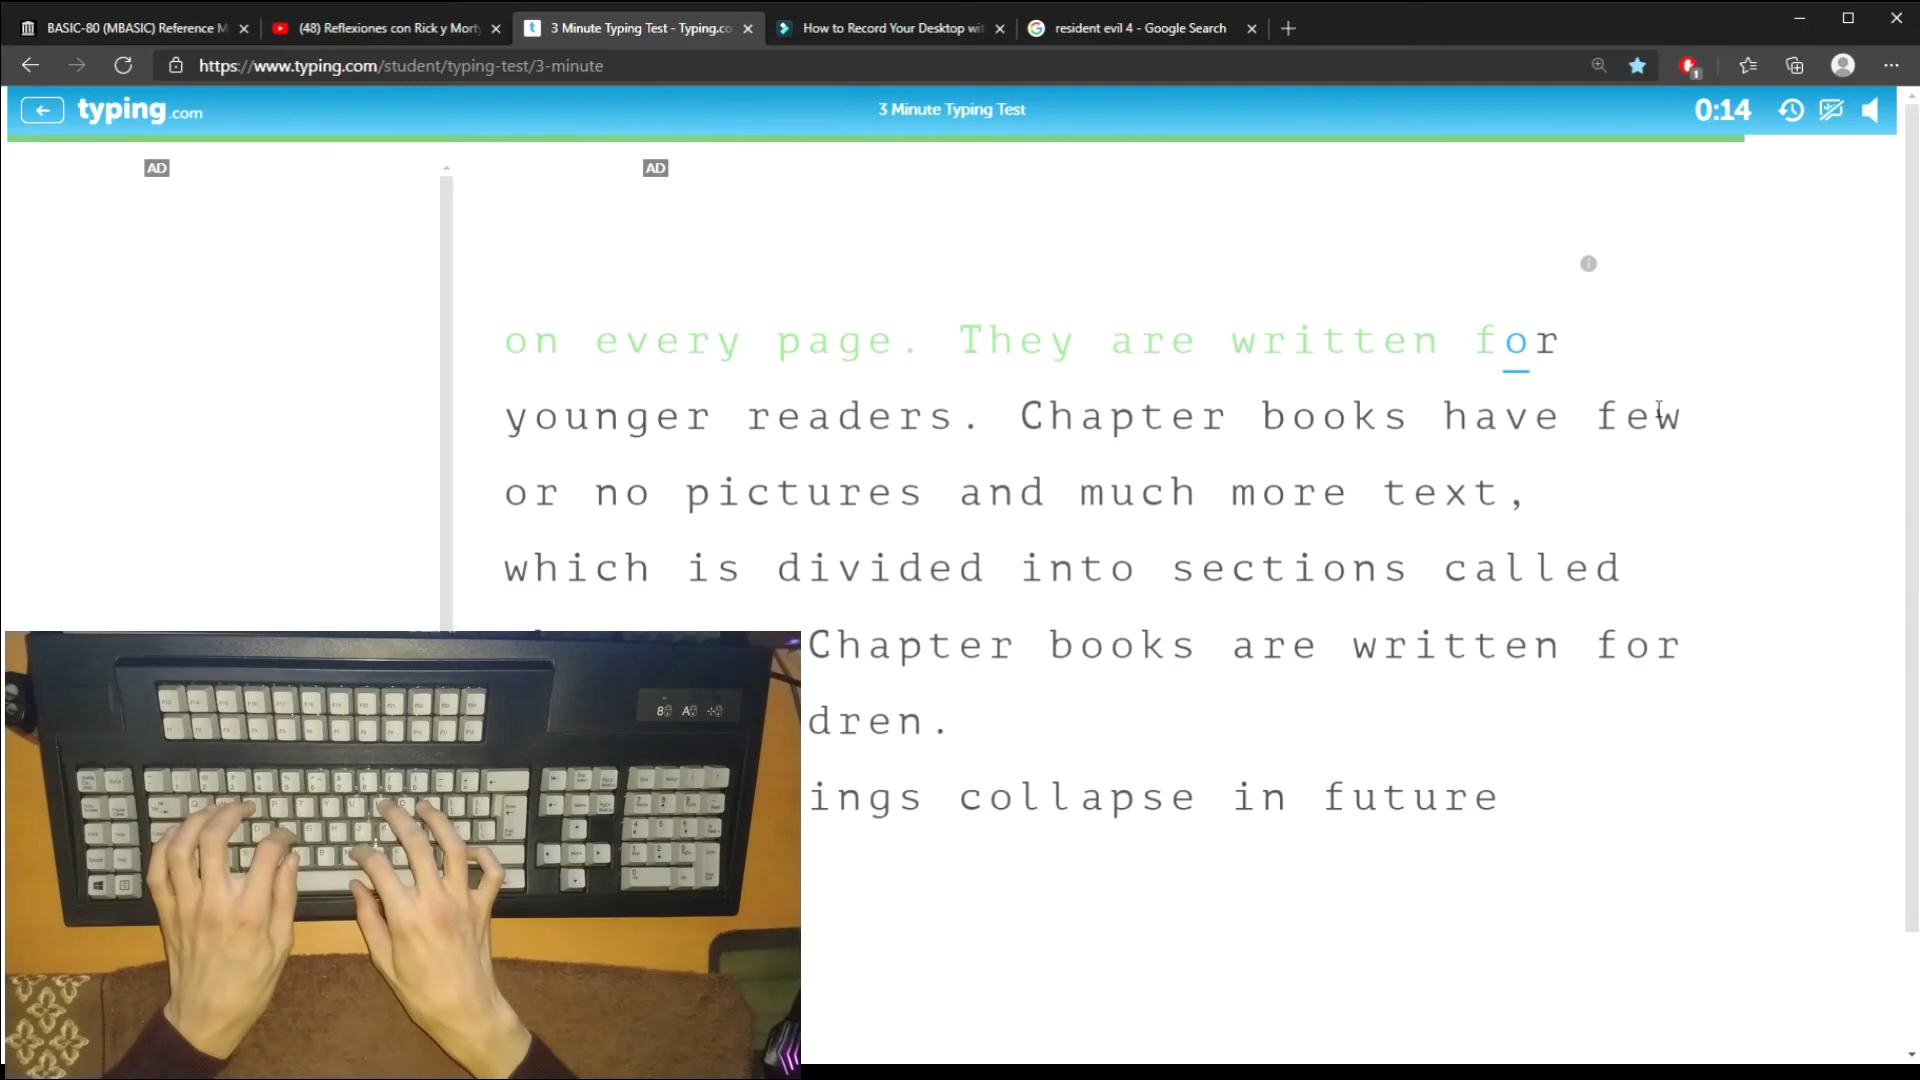 BASIC-80 (MBASIC) Reference M
(48) Reflexiones con Rick y Morty
3 Minute Typing Test - Typing.co
How to Record Your Desktop wit
resident evil 4 - Google Search
https://www.typing.com/student/typing-test/3-minute
typing.com
3 Minute Typing Test
0:14
AD
AD
on every page. They are written for
younger readers. Chapter books have few
or no pictures and much more text,
which is divided into sections called
Chapter books are written for
dren.
ings collapse in future